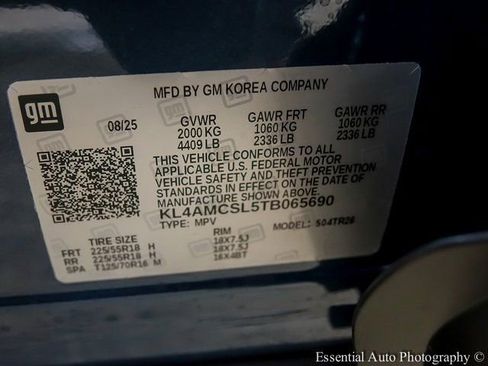 MFD BY GM KOREA COMPANY
gm
08/25 GVWR GAWR FRT GAWR RR
2000 KG 1060 KG 1060 KG
4409 LB 2336 LB 2336 LB
THIS VEHICLE CONFORMS TO ALL
APPLICABLE U.S. FEDERAL MOTOR
VEHICLE SAFETY AND THEFT PREVENTION
STANDARDS IN EFFECT ON THE DATE OF
MANUFACTURE SHOWN ABOVE.
KL4AMCSL5TB065690
TYPE: MPV MODEL: 504TR26
TIRE SIZE RIM
FRT 225/55R18 H 18X7.5J
RR 225/55R18 H 18X7.5J
SPA T125/70R16 M 16X4BT
Essential Auto Photography ©